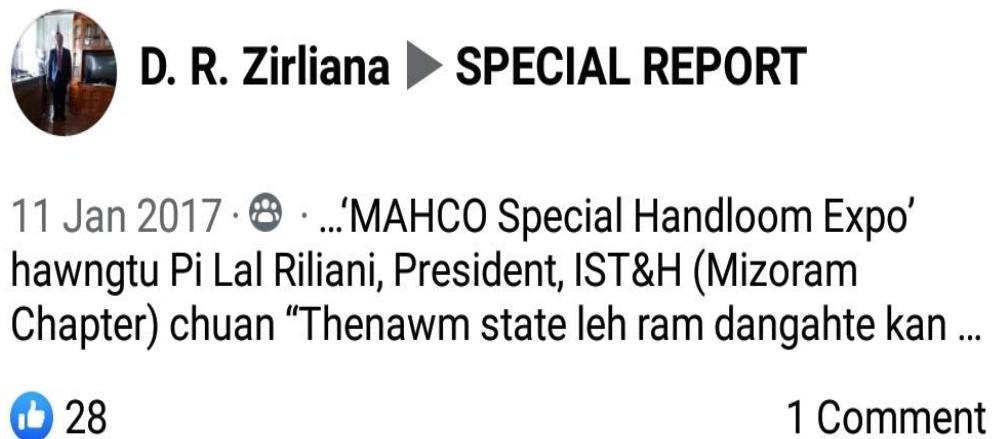 D. R. Zirliana ▶ SPECIAL REPORT
11 Jan 2017 · · ...‘MAHCO Special Handloom Expo’
hawngtu Pi Lal Riliani, President, IST&H (Mizoram
Chapter) chuan “Thenawm state leh ram dangahte kan ...
28
1 Comment